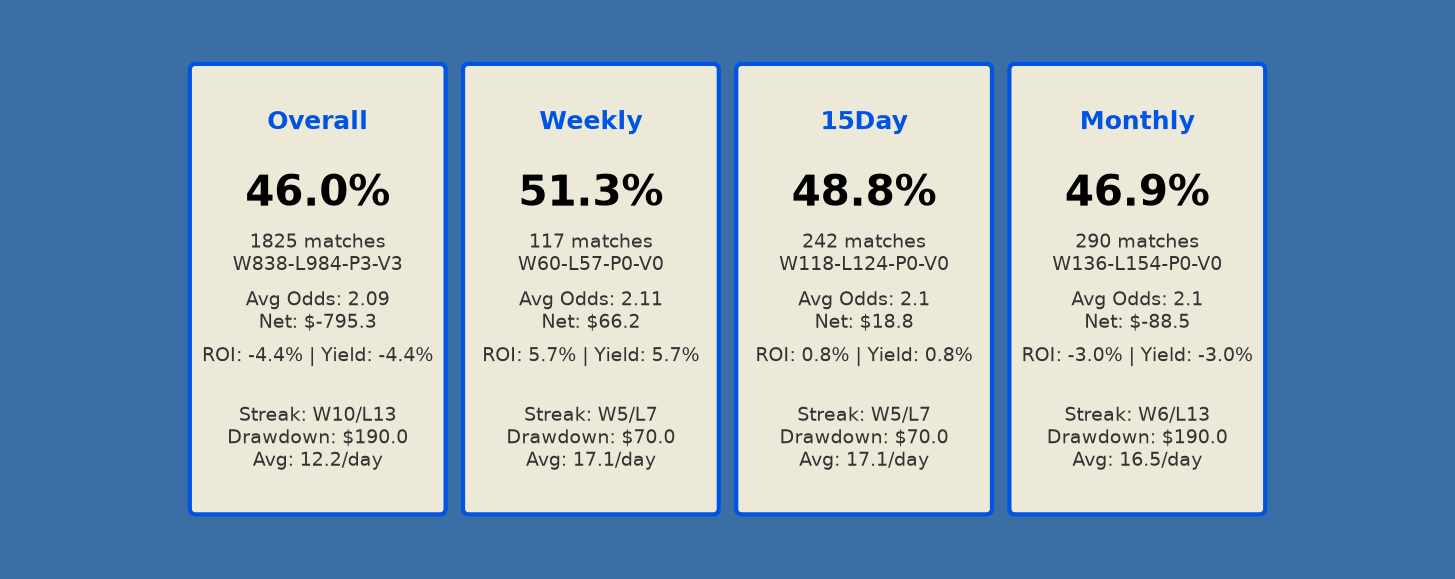 Overall
46.0%
1825 matches
W838-L984-P3-V3
Avg Odds: 2.09
Net: $-795.3
ROI: -4.4% | Yield: -4.4%
Streak: W10/L13
Drawdown: $190.0
Avg: 12.2/day
Weekly
51.3%
117 matches
W60-L57-P0-V0
Avg Odds: 2.11
Net: $66.2
ROI: 5.7% | Yield: 5.7%
Streak: W5/L7
Drawdown: $70.0
Avg: 17.1/day
15Day
48.8%
242 matches
W118-L124-P0-V0
Avg Odds: 2.1
Net: $18.8
ROI: 0.8% | Yield: 0.8%
Streak: W5/L7
Drawdown: $70.0
Avg: 17.1/day
Monthly
46.9%
290 matches
W136-L154-P0-V0
Avg Odds: 2.1
Net: $-88.5
ROI: -3.0% | Yield: -3.0%
Streak: W6/L13
Drawdown: $190.0
Avg: 16.5/day